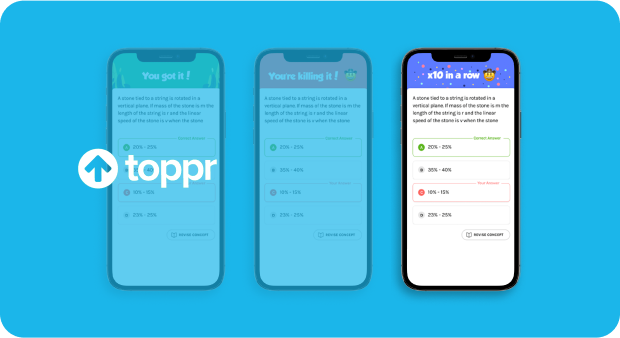 You got it !
A stone tied to a string is rotated in a
vertical plane. If mass of the stone is m the
length of the string is r and the linear
speed of the stone is v when the stone
Correct Answer
A 20% - 25%
toppr
10% - 15%
D 23% - 25%
REVISE CONCEPT
You're killing it !
A stone tied to a string is rotated in a
vertical plane. If mass of the stone is m the
length of the string is r and the linear
speed of the stone is v when the stone
Correct Answer
A 20% - 25%
B 35% - 40%
Your Answer
C 10% - 15%
D 23% - 25%
REVISE CONCEPT
x10 in a row
A stone tied to a string is rotated in a
vertical plane. If mass of the stone is m the
length of the string is r and the linear
speed of the stone is v when the stone
Correct Answer
A 20% - 25%
B 35% - 40%
Your Answer
C 10% - 15%
D 23% - 25%
REVISE CONCEPT